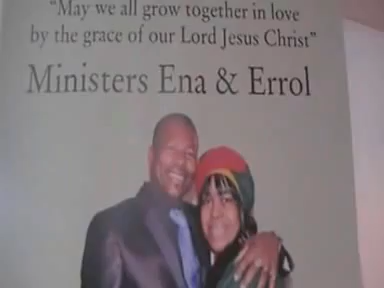 "May we all grow together in love
by the grace of our Lord Jesus Christ"
Ministers Ena & Errol